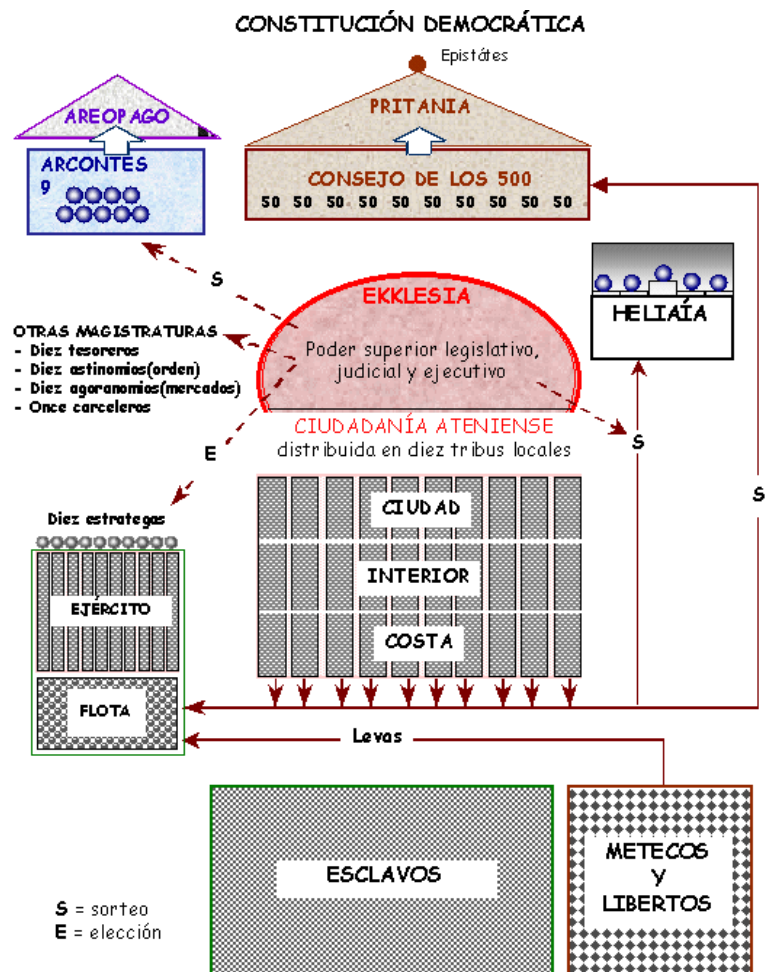 CONSTITUCIÓN DEMOCRÁTICA
Epistátes
AREOPAGO
PRITANIA
ARCONTES
9
CONSEJO DE LOS 500
50 50 50 50 50 50 50 50 50 50
S
HELIAÍA
EKKLESIA
Poder superior legislativo,
judicial y ejecutivo
OTRAS MAGISTRATURAS
- Diez tesoreros
- Diez astinomios(orden)
- Diez agoranomios(mercados)
- Once carceleros
CIUDADANÍA ATENIENSE
distribuida en diez tribus locales
E
S
S
Diez estrategas
CIUDAD
INTERIOR
COSTA
EJÉRCITO
FLOTA
Levas
ESCLAVOS
METECOS
Y
LIBERTOS
S = sorteo
E = elección